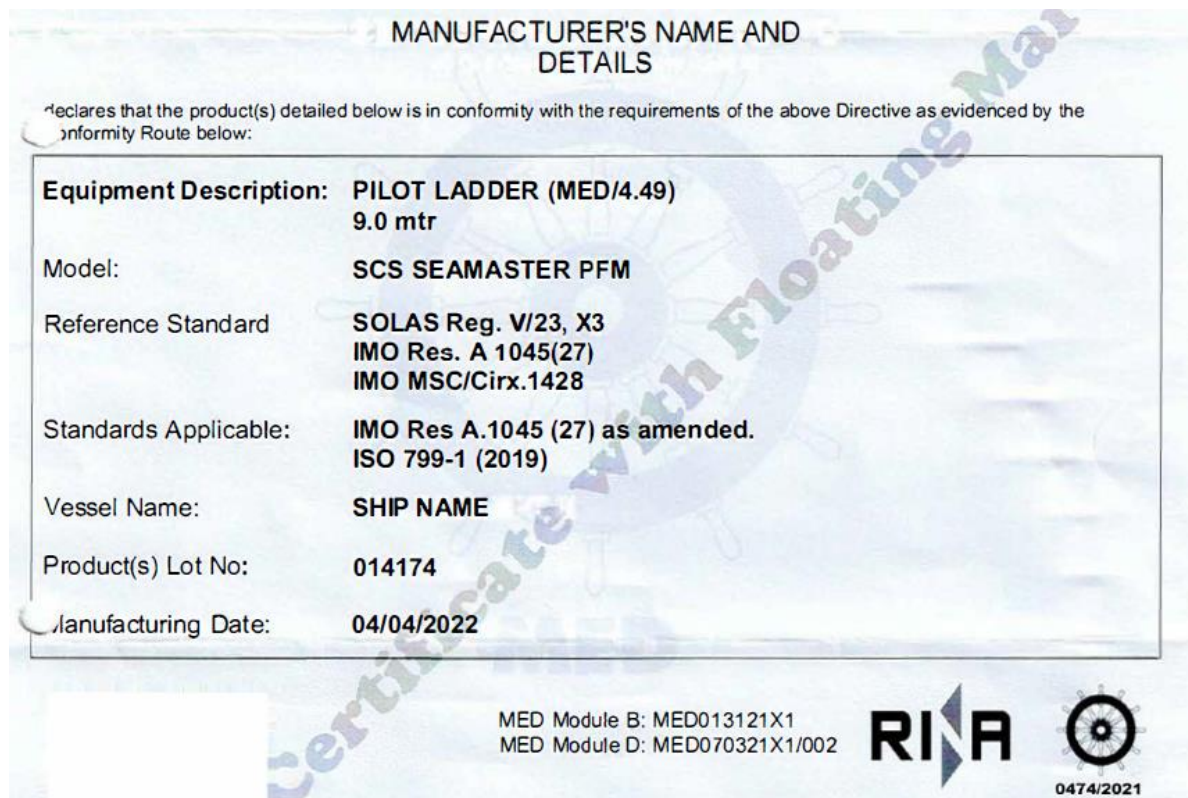 MANUFACTURER'S NAME AND
DETAILS
declares that the product(s) detailed below is in conformity with the requirements of the above Directive as evidenced by the
onformity Route below:
Equipment Description: PILOT LADDER (MED/4.49)
9.0 mtr
Model: SCS SEAMASTER PFM
Reference Standard SOLAS Reg. V/23, X3
IMO Res. A 1045(27)
IMO MSC/Cirx.1428
Standards Applicable: IMO Res A.1045 (27) as amended.
ISO 799-1 (2019)
Vessel Name: SHIP NAME
Product(s) Lot No: 014174
Manufacturing Date: 04/04/2022
MED
Certificate with Floating Mar
MED Module B: MED013121X1
MED Module D: MED070321X1/002
RINA
0474/2021